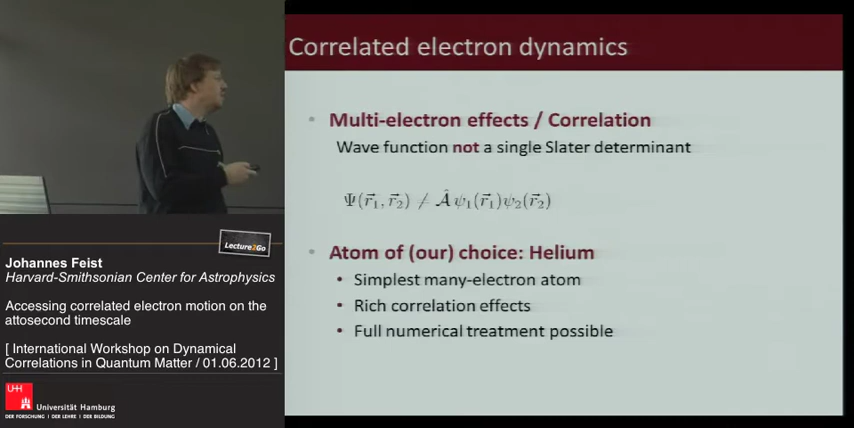 Correlated electron dynamics
• Multi-electron effects / Correlation
Wave function not a single Slater determinant
Ψ(r⃗₁, r⃗₂) ≠ 𝒜̂ ψ₁(r⃗₁)ψ₂(r⃗₂)
• Atom of (our) choice: Helium
• Simplest many-electron atom
• Rich correlation effects
• Full numerical treatment possible
Lecture2Go
Johannes Feist
Harvard-Smithsonian Center for Astrophysics
Accessing correlated electron motion on the
attosecond timescale
[ International Workshop on Dynamical
Correlations in Quantum Matter / 01.06.2012 ]
UH
Universität Hamburg
DER FORSCHUNG | DER LEHRE | DER BILDUNG